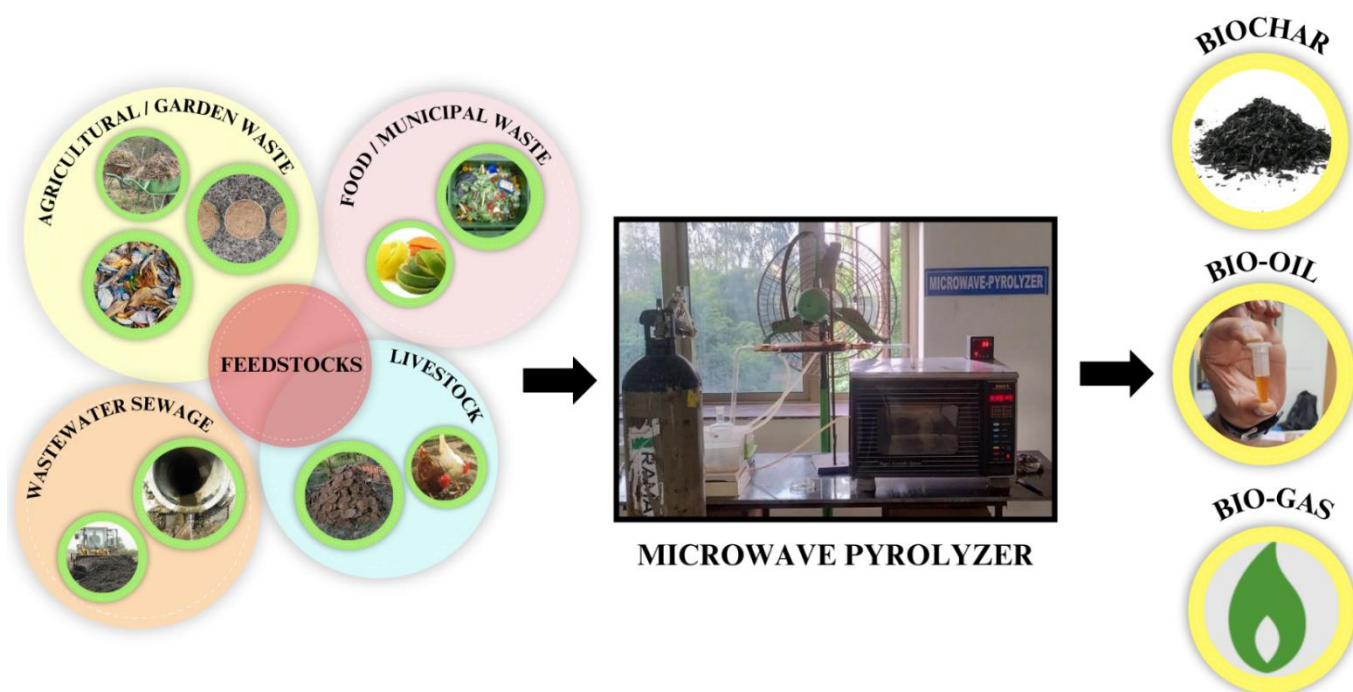 AGRICULTURAL / GARDEN WASTE
FOOD / MUNICIPAL WASTE
FEEDSTOCKS
LIVESTOCK
WASTEWATER SEWAGE
MICROWAVE-PYROLYZER
RAMA
MICROWAVE PYROLYZER
BIOCHAR
BIO-OIL
BIO-GAS